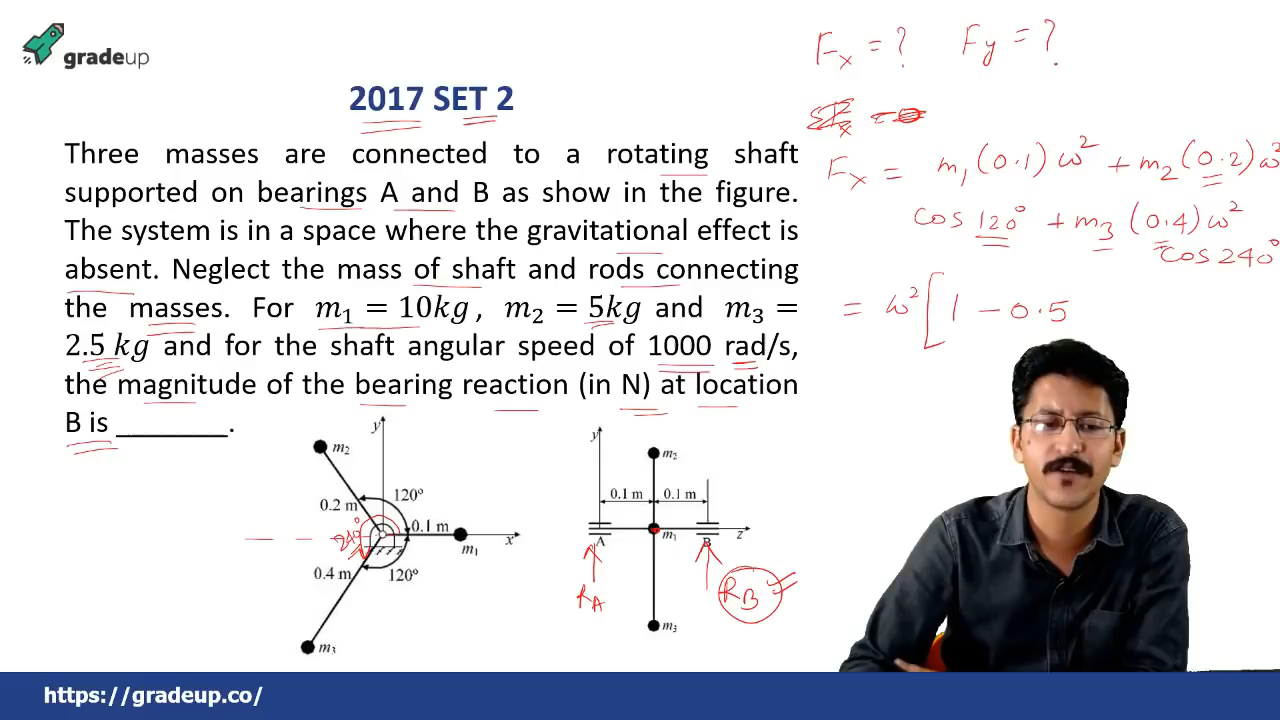 gradeup
2017 SET 2
Three masses are connected to a rotating shaft
supported on bearings A and B as show in the figure.
The system is in a space where the gravitational effect is
absent. Neglect the mass of shaft and rods connecting
the masses. For m₁ = 10kg , m₂ = 5kg and m₃ =
2.5 kg and for the shaft angular speed of 1000 rad/s,
the magnitude of the bearing reaction (in N) at location
B is ________.
y
m₂
0.2 m
120°
0.1 m
m₁
x
240°
0.4 m
120°
m₃
y
m₂
0.1 m
0.1 m
A
m₁
B
z
R_A
R_B
m₃
F_x = ? F_y = ?
F_x = m₁(0.1)ω² + m₂(0.2)ω²
cos 120° + m₃ (0.4)ω²
cos 240°
= ω² [ 1 − 0.5
https://gradeup.co/